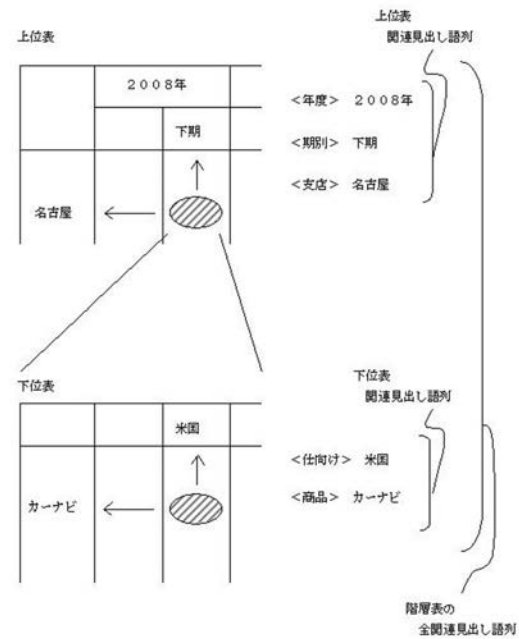 上位表
上位表
関連見出し語列
2008年
下期
名古屋
<年度> 2008年
<期別> 下期
<支店> 名古屋
下位表
下位表
関連見出し語列
米国
カーナビ
<仕向け> 米国
<商品> カーナビ
階層表の
全関連見出し語列